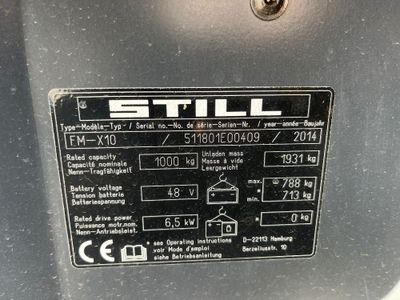 STILL
Type-Modèle-Typ / Serial no.-No. de série-Serien-Nr. / year-année-Baujahr
FM-X10 / 511801E00409 / 2014
Rated capacity
Capacité nominale
Nenn-Tragfähigkeit
1000 kg
Unladen mass
Masse à vide
Leergewicht
1931 kg
Battery voltage
Tension batterie
Batteriespannung
48 V
max 788 kg
min. 713 kg
Rated drive power
Puissance motr.nom.
Nenn-Antriebsleist.
6,5 kW
* 0 kg
CE
* see Operating instructions
voir Mode d'emploi
siehe Betriebsanleitung
D-22113 Hamburg
Berzeliusstr. 10